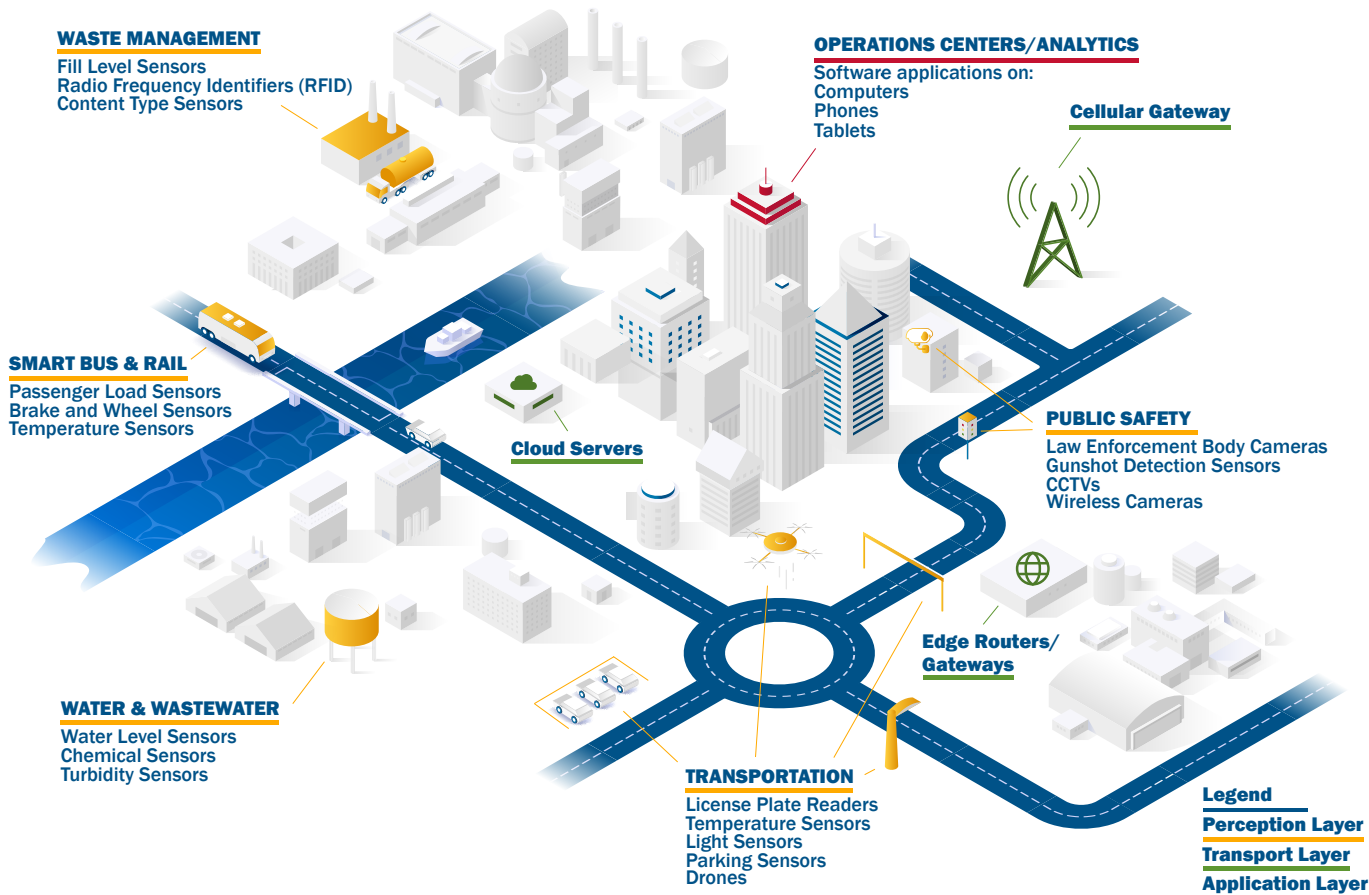 WASTE MANAGEMENT
Fill Level Sensors
Radio Frequency Identifiers (RFID)
Content Type Sensors
OPERATIONS CENTERS/ANALYTICS
Software applications on:
Computers
Phones
Tablets
Cellular Gateway
SMART BUS & RAIL
Passenger Load Sensors
Brake and Wheel Sensors
Temperature Sensors
Cloud Servers
PUBLIC SAFETY
Law Enforcement Body Cameras
Gunshot Detection Sensors
CCTVs
Wireless Cameras
Edge Routers/
Gateways
WATER & WASTEWATER
Water Level Sensors
Chemical Sensors
Turbidity Sensors
TRANSPORTATION
License Plate Readers
Temperature Sensors
Light Sensors
Parking Sensors
Drones
Legend
Perception Layer
Transport Layer
Application Layer